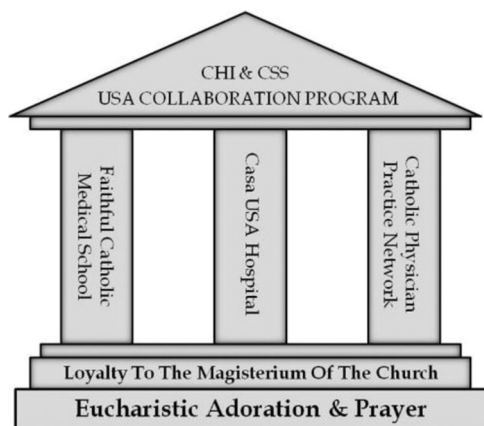 CHI & CSS
USA COLLABORATION PROGRAM
Faithful Catholic
Medical School
Casa USA Hospital
Catholic Physician
Practice Network
Loyalty To The Magisterium Of The Church
Eucharistic Adoration & Prayer